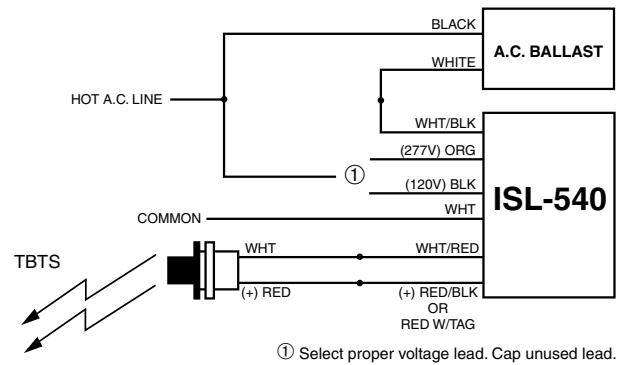 BLACK
A.C. BALLAST
WHITE
HOT A.C. LINE
WHT/BLK
(277V) ORG
①
(120V) BLK
ISL-540
WHT
COMMON
TBTS
WHT
WHT/RED
(+) RED
(+) RED/BLK
OR
RED W/TAG
① Select proper voltage lead. Cap unused lead.